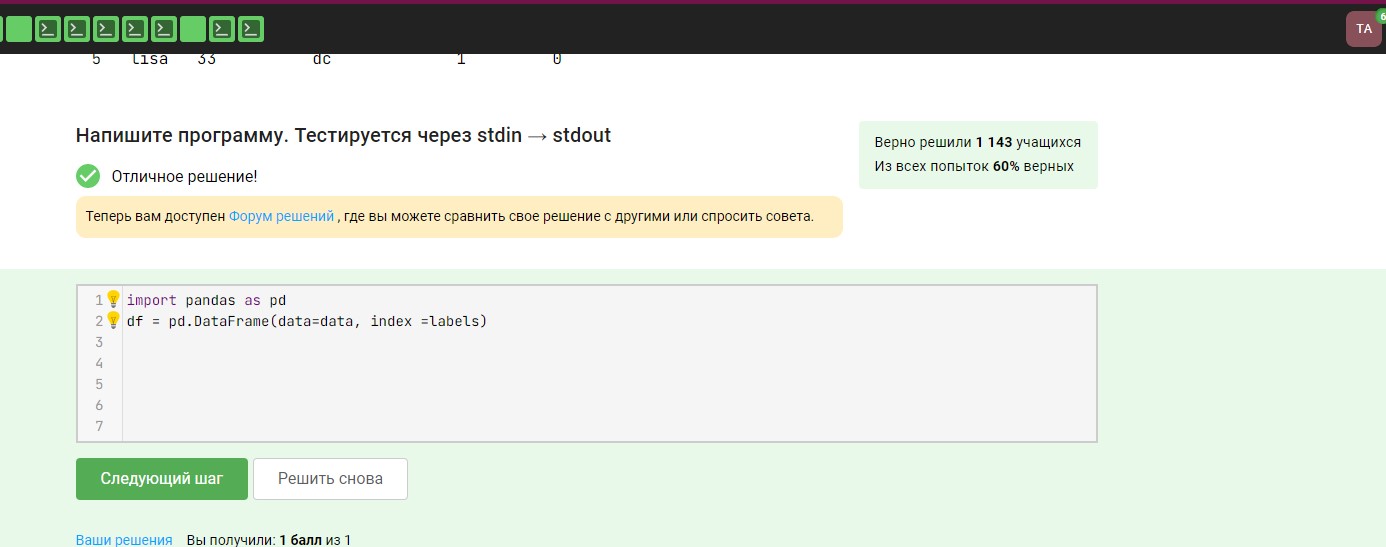 TA
6
5 lisa 33 dc 1 0
Напишите программу. Тестируется через stdin → stdout
Верно решили 1 143 учащихся
Из всех попыток 60% верных
Отличное решение!
Теперь вам доступен Форум решений , где вы можете сравнить свое решение с другими или спросить совета.
1 import pandas as pd
2 df = pd.DataFrame(data=data, index =labels)
3
4
5
6
7
Следующий шаг Решить снова
Ваши решения Вы получили: 1 балл из 1